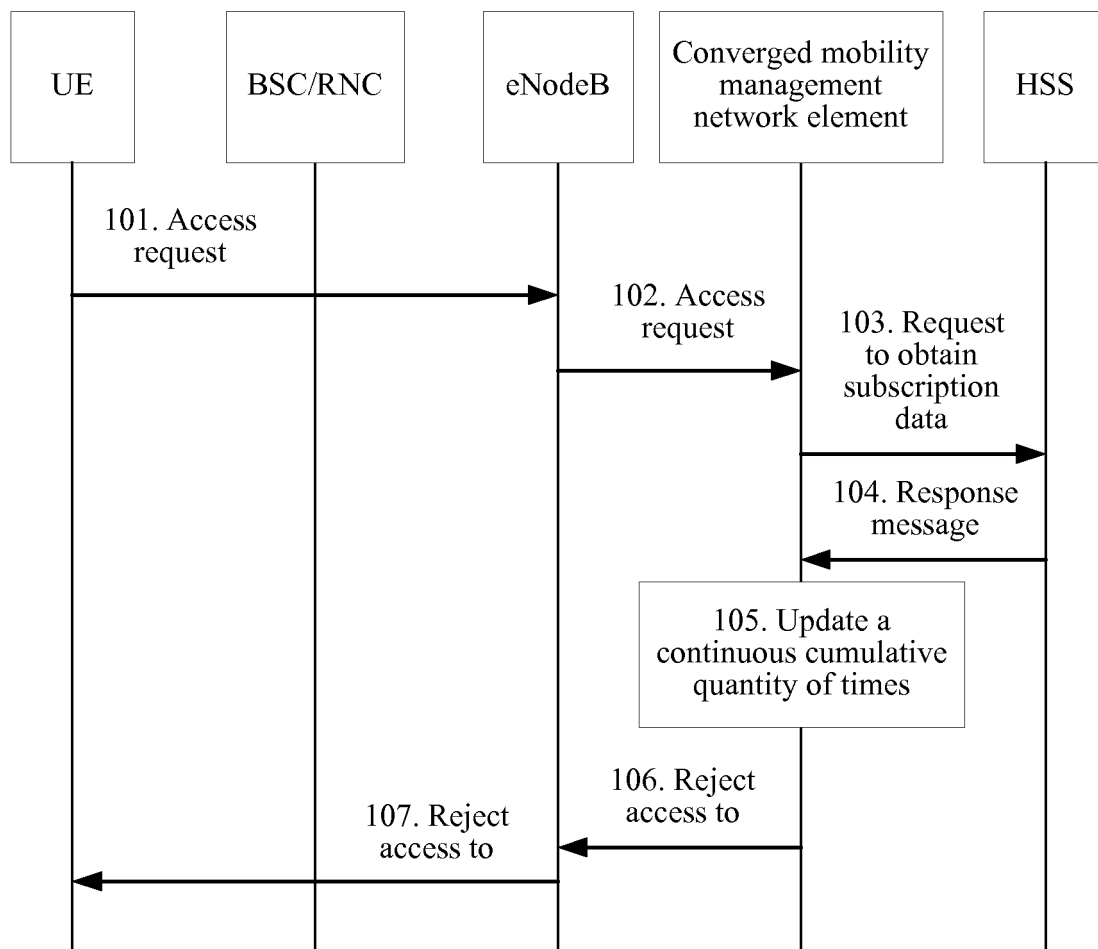 UE
BSC/RNC
eNodeB
Converged mobility
management
network element
HSS
101. Access
request
102. Access
request
103. Request
to obtain
subscription
data
104. Response
message
105. Update a
continuous cumulative
quantity of times
106. Reject
access to
107. Reject
access to